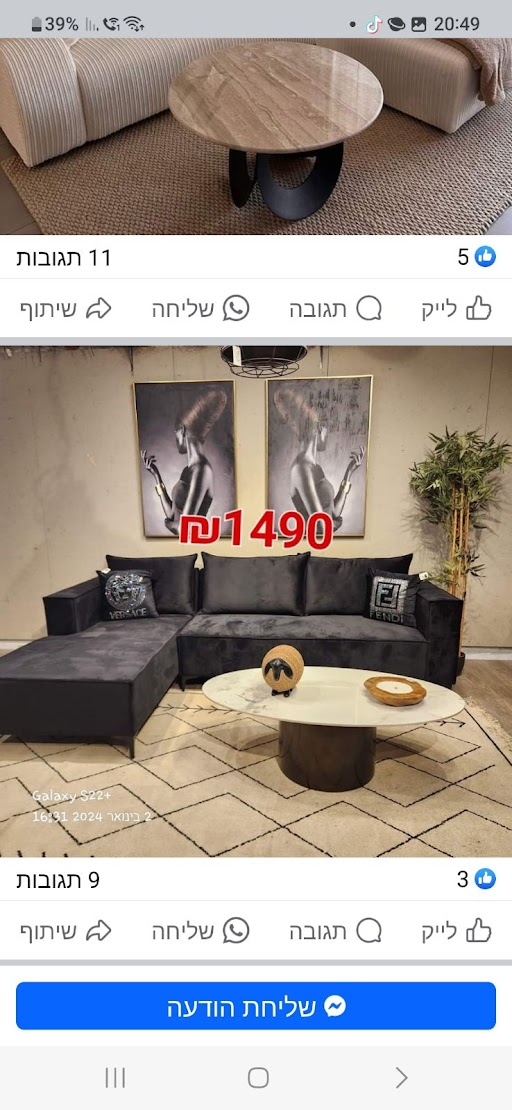 39% 20:49
11 תגובות 5
לייק תגובה שליחה שיתוף
₪1490
VERSACE
FENDI
Galaxy S22+
2 בינואר 2024 16:31
9 תגובות 3
לייק תגובה שליחה שיתוף
שליחת הודעה